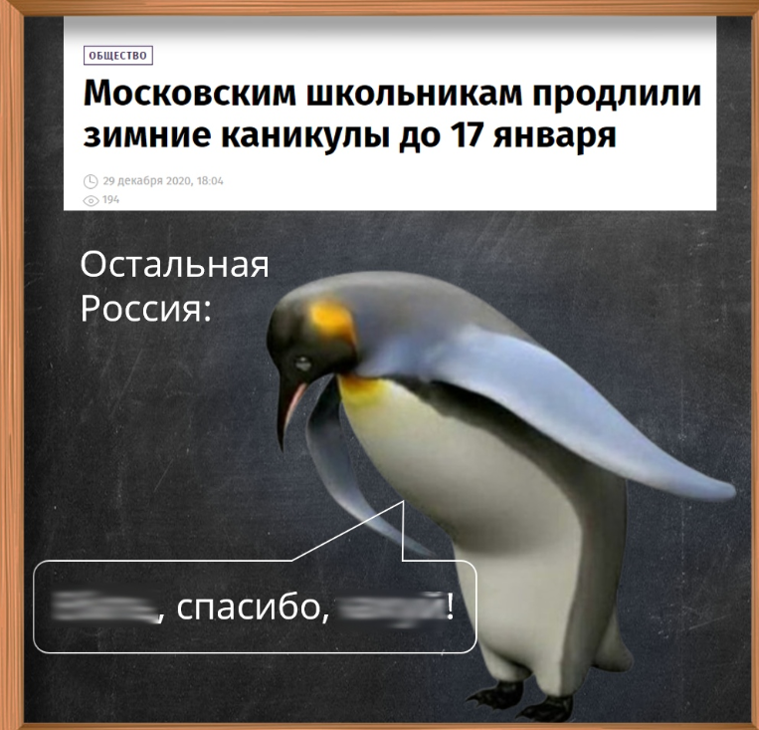 ОБЩЕСТВО
Московским школьникам продлили
зимние каникулы до 17 января
29 декабря 2020, 18:04
194
Остальная
Россия:
, спасибо, !